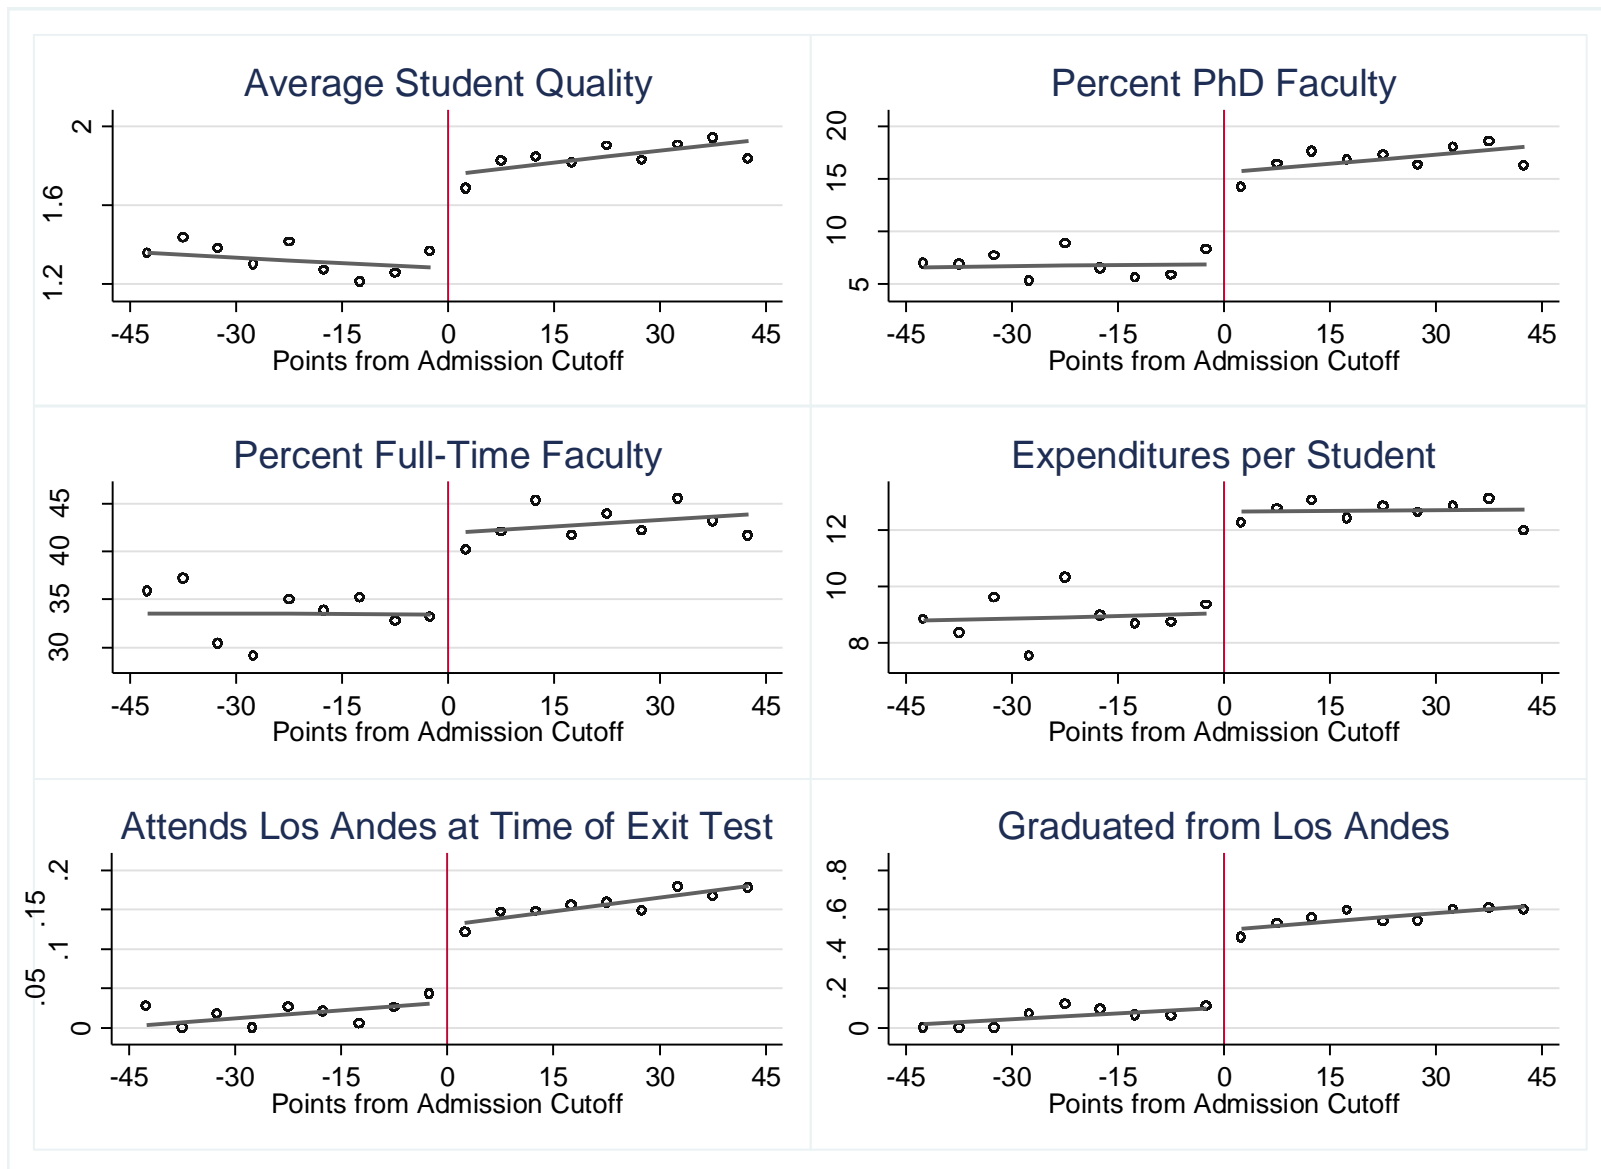 Average Student Quality
2
1.6
1.2
-45 -30 -15 0 15 30 45
Points from Admission Cutoff
Percent PhD Faculty
20
15
10
5
-45 -30 -15 0 15 30 45
Points from Admission Cutoff
Percent Full-Time Faculty
45
40
35
30
-45 -30 -15 0 15 30 45
Points from Admission Cutoff
Expenditures per Student
12
10
8
-45 -30 -15 0 15 30 45
Points from Admission Cutoff
Attends Los Andes at Time of Exit Test
.2
.15
.1
.05
0
-45 -30 -15 0 15 30 45
Points from Admission Cutoff
Graduated from Los Andes
.8
.6
.4
.2
0
-45 -30 -15 0 15 30 45
Points from Admission Cutoff